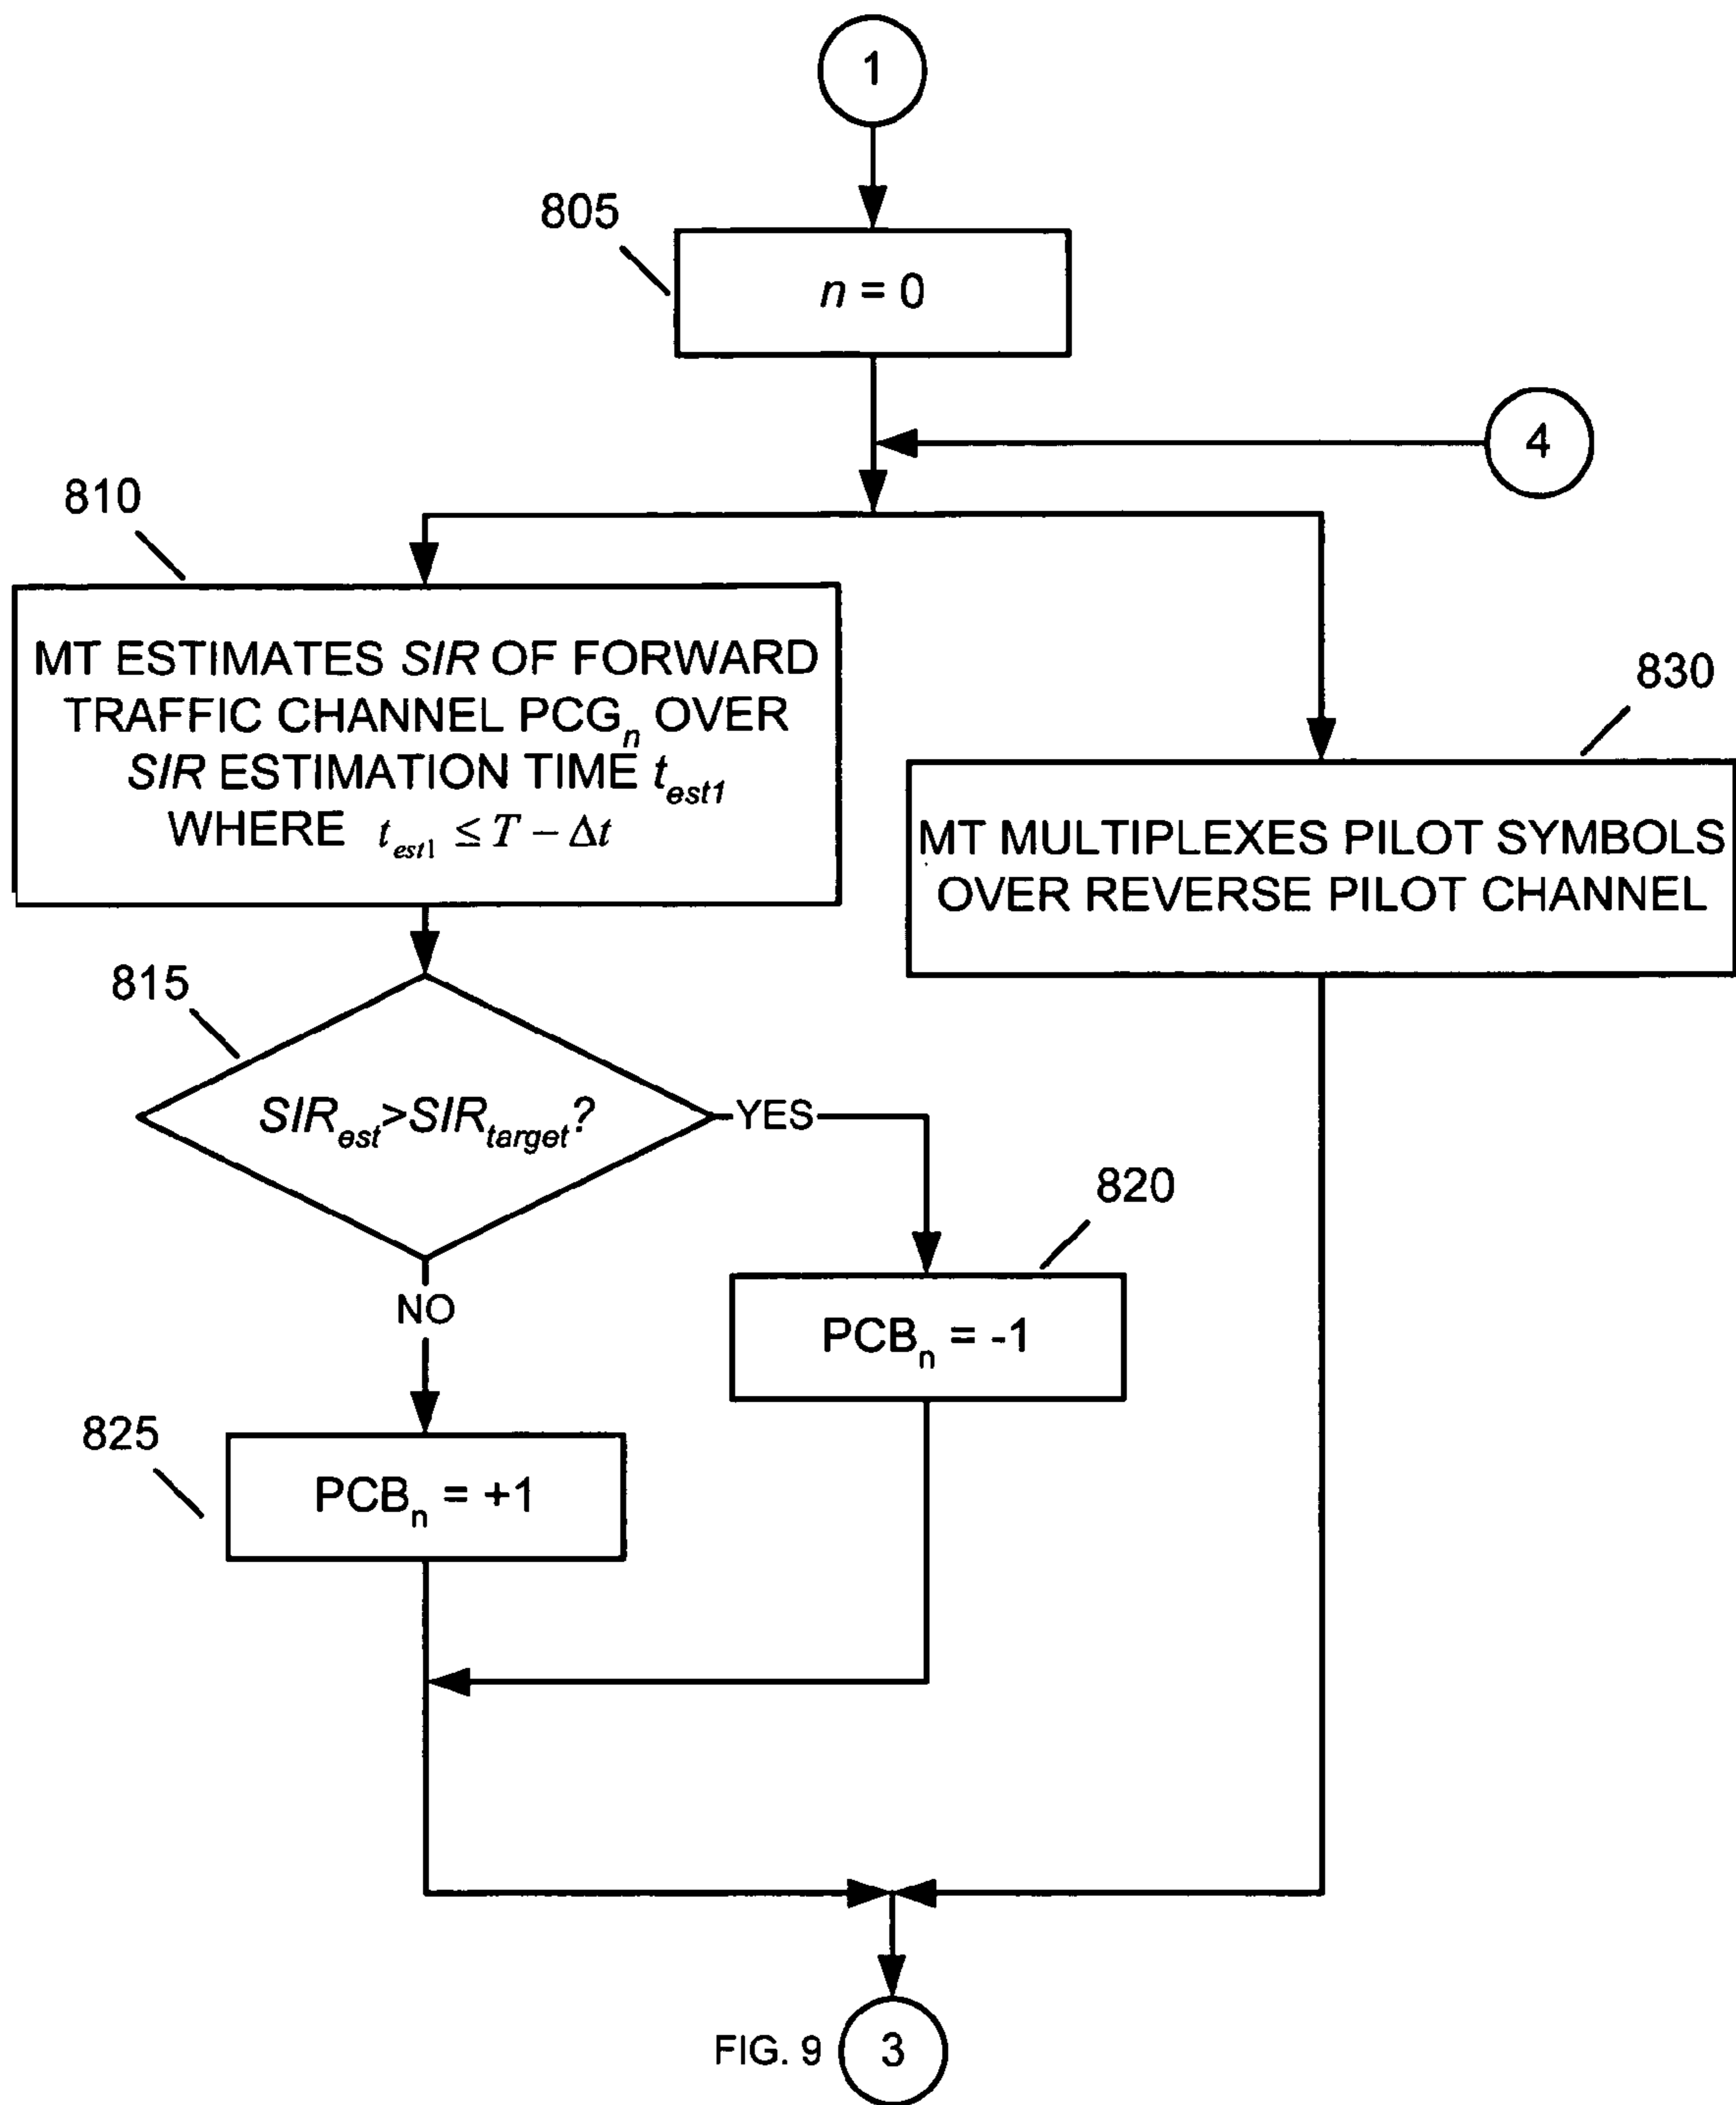 1
805
n = 0
4
810
MT ESTIMATES SIR OF FORWARD
TRAFFIC CHANNEL PCGn OVER
SIR ESTIMATION TIME test1
WHERE test1 ≤ T − Δt
830
MT MULTIPLEXES PILOT SYMBOLS
OVER REVERSE PILOT CHANNEL
815
SIRest>SIRtarget?
YES
820
NO
PCBn = -1
825
PCBn = +1
FIG. 9
3